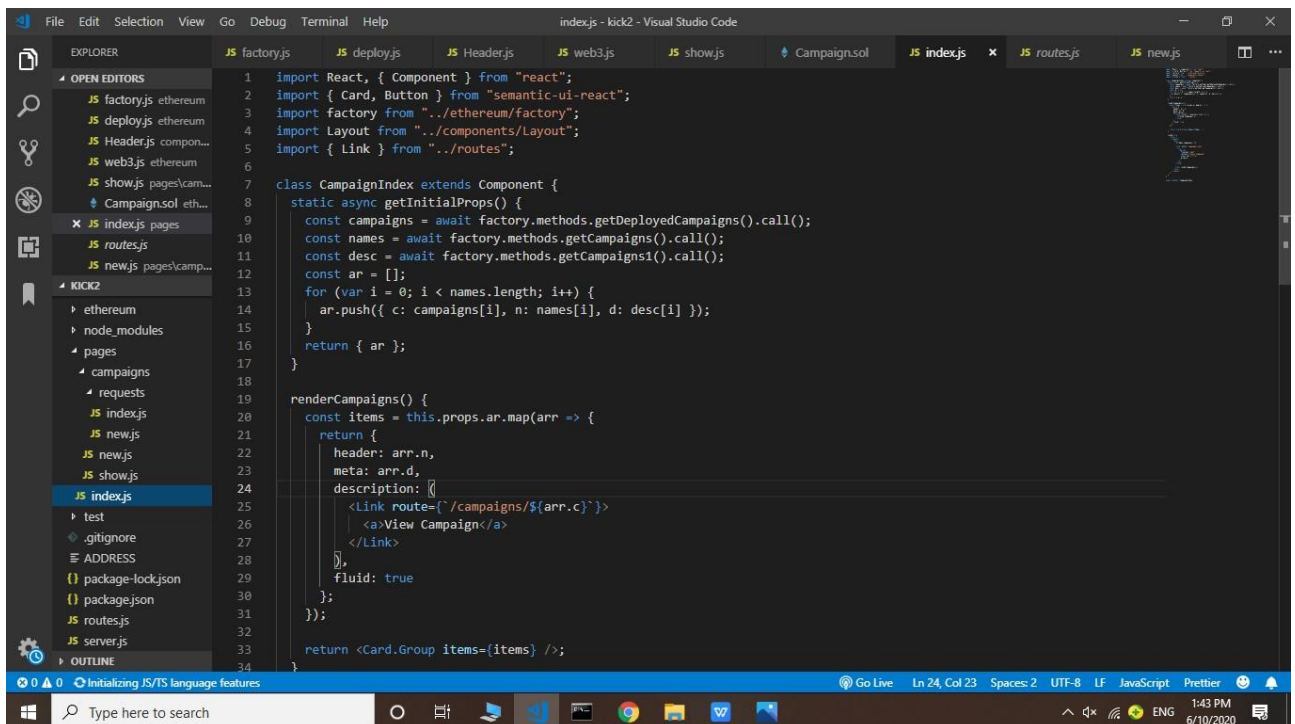 File Edit Selection View Go Debug Terminal Help index.js - kick2 - Visual Studio Code
EXPLORER
JS factory.js JS deploy.js JS Header.js JS web3.js JS show.js Campaign.sol JS index.js × JS routes.js JS new.js
OPEN EDITORS
JS factory.js ethereum
JS deploy.js ethereum
JS Header.js compon...
JS web3.js ethereum
JS show.js pages\cam...
Campaign.sol eth...
× JS index.js pages
JS routes.js
JS new.js pages\camp...
KICK2
ethereum
node_modules
pages
campaigns
requests
JS index.js
JS new.js
JS new.js
JS show.js
JS index.js
test
.gitignore
ADDRESS
{} package-lock.json
{} package.json
JS routes.js
JS server.js
OUTLINE
1 import React, { Component } from "react";
2 import { Card, Button } from "semantic-ui-react";
3 import factory from "../ethereum/factory";
4 import Layout from "../components/Layout";
5 import { Link } from "../routes";
6
7 class CampaignIndex extends Component {
8 static async getInitialProps() {
9 const campaigns = await factory.methods.getDeployedCampaigns().call();
10 const names = await factory.methods.getCampaigns().call();
11 const desc = await factory.methods.getCampaigns1().call();
12 const ar = [];
13 for (var i = 0; i < names.length; i++) {
14 ar.push({ c: campaigns[i], n: names[i], d: desc[i] });
15 }
16 return { ar };
17 }
18
19 renderCampaigns() {
20 const items = this.props.ar.map(arr => {
21 return {
22 header: arr.n,
23 meta: arr.d,
24 description: (
25 <Link route={`/campaigns/${arr.c}`}>
26 <a>View Campaign</a>
27 </Link>
28 ),
29 fluid: true
30 };
31 });
32
33 return <Card.Group items={items} />;
34 }
0 0 Initializing JS/TS language features Go Live Ln 24, Col 23 Spaces: 2 UTF-8 LF JavaScript Prettier
Type here to search ENG 1:43 PM
6/10/2020